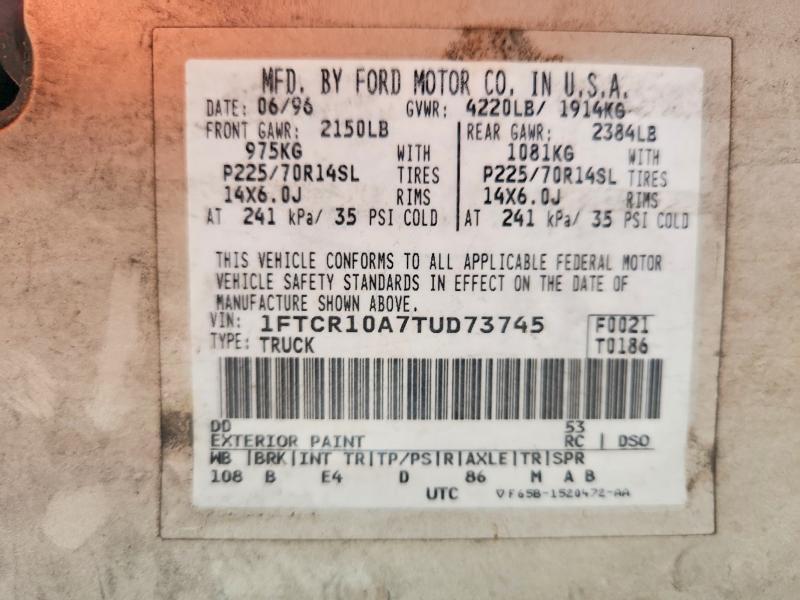 MFD. BY FORD MOTOR CO. IN U.S.A.
DATE: 06/96 GVWR: 4220LB/ 1914KG
FRONT GAWR: 2150LB REAR GAWR: 2384LB
975KG WITH 1081KG WITH
P225/70R14SL TIRES P225/70R14SL TIRES
14X6.0J RIMS 14X6.0J RIMS
AT 241 kPa/ 35 PSI COLD AT 241 kPa/ 35 PSI COLD
THIS VEHICLE CONFORMS TO ALL APPLICABLE FEDERAL MOTOR
VEHICLE SAFETY STANDARDS IN EFFECT ON THE DATE OF
MANUFACTURE SHOWN ABOVE.
VIN: 1FTCR10A7TUD73745 F0021
TYPE: TRUCK T0186
DD 53
EXTERIOR PAINT RC | DSO
WB |BRK|INT TR|TP/PS|R|AXLE|TR|SPR
108 B E4 D 86 M A B
UTC ▽F65B-1520472-AA